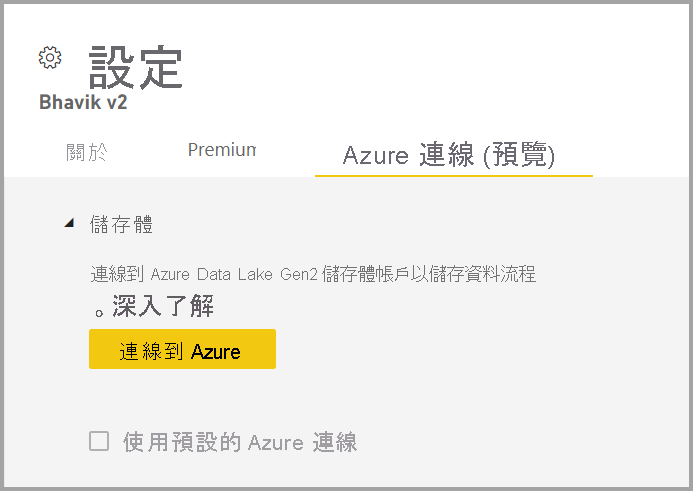 設定
Bhavik v2
關於 Premium Azure 連線 (預覽)
儲存體
連線到 Azure Data Lake Gen2 儲存體帳戶以儲存資料流程
。深入了解
連線到 Azure
使用預設的 Azure 連線